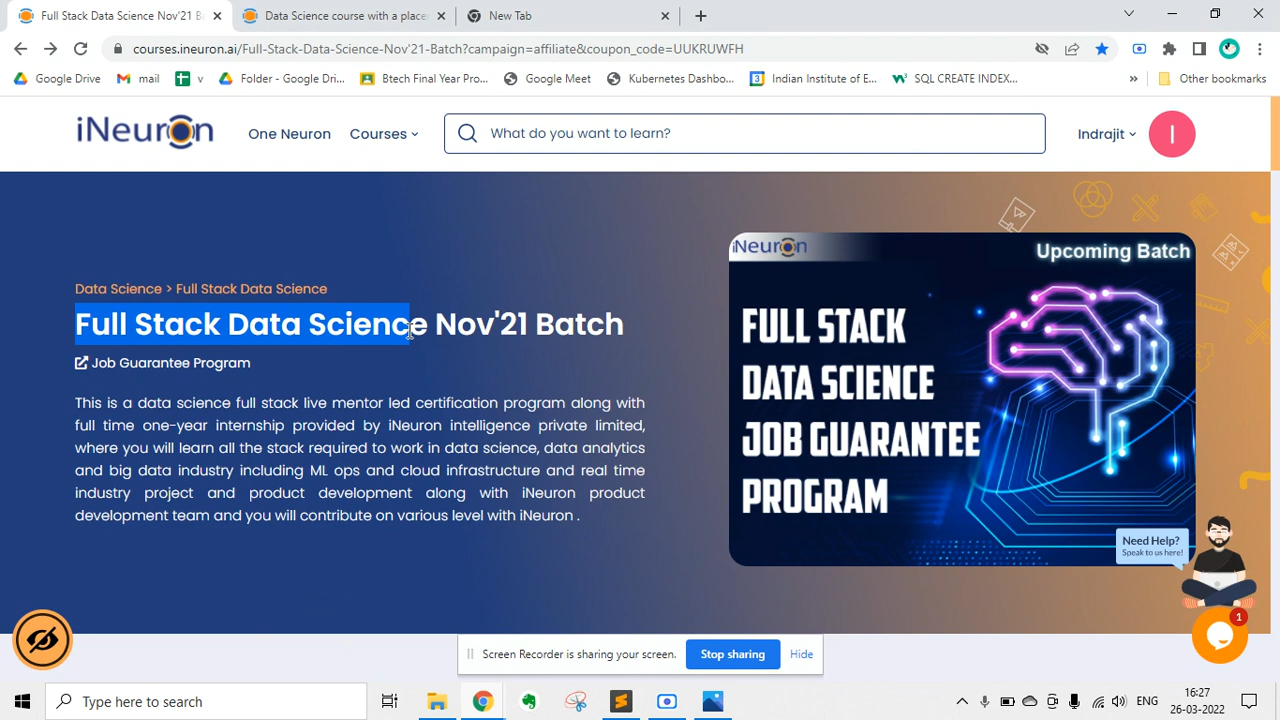 Full Stack Data Science Nov'21 B
Data Science course with a place
New Tab
courses.ineuron.ai/Full-Stack-Data-Science-Nov'21-Batch?campaign=affiliate&coupon_code=UUKRUWFH
Google Drive
mail
v
Folder - Google Dri...
Btech Final Year Pro...
Google Meet
Kubernetes Dashbo...
Indian Institute of E...
SQL CREATE INDEX...
»
Other bookmarks
iNeuron
One Neuron
Courses
What do you want to learn?
Indrajit
I
Data Science > Full Stack Data Science
Full Stack Data Science Nov'21 Batch
Job Guarantee Program
This is a data science full stack live mentor led certification program along with
full time one-year internship provided by iNeuron intelligence private limited,
where you will learn all the stack required to work in data science, data analytics
and big data industry including ML ops and cloud infrastructure and real time
industry project and product development along with iNeuron product
development team and you will contribute on various level with iNeuron .
iNeuron
Upcoming Batch
FULL STACK
DATA SCIENCE
JOB GUARANTEE
PROGRAM
Need Help?
Speak to us here!
1
Screen Recorder is sharing your screen.
Stop sharing
Hide
Type here to search
ENG
16:27
26-03-2022